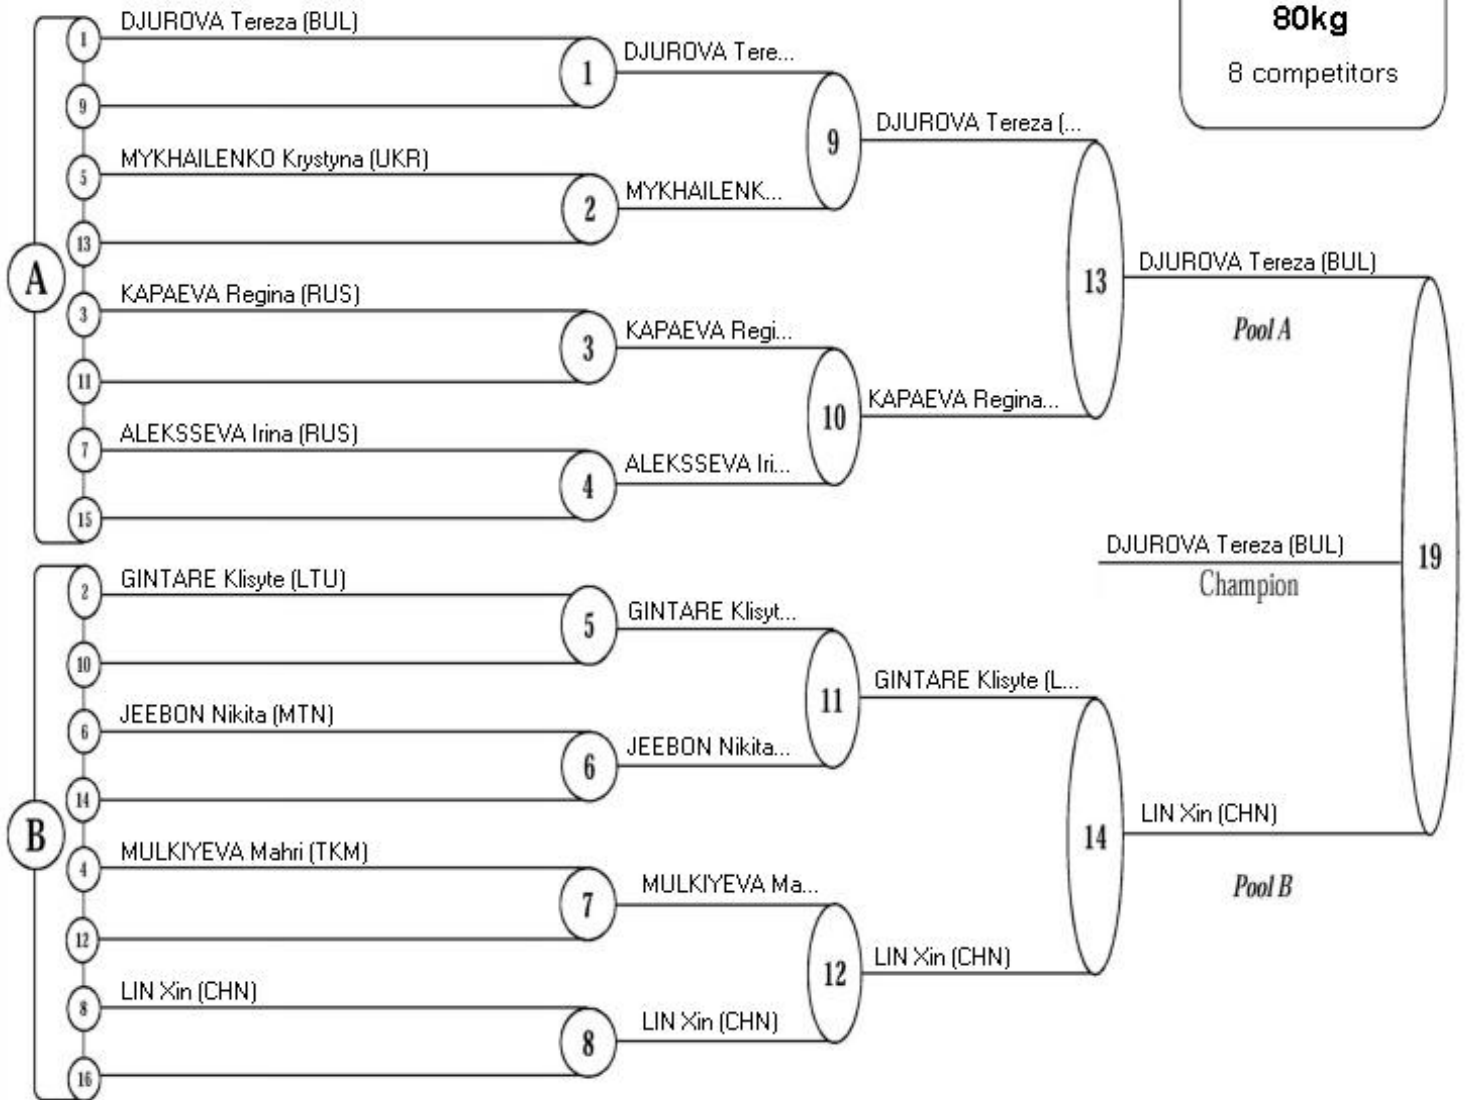 80kg
8 competitors
A
1
DJUROVA Tereza (BUL)
9
1
DJUROVA Tere...
5
MYKHAILENKO Krystyna (UKR)
13
2
MYKHAILENK...
9
DJUROVA Tereza (...
3
KAPAEVA Regina (RUS)
11
3
KAPAEVA Regi...
7
ALEKSSEVA Irina (RUS)
15
4
ALEKSSEVA Iri...
10
KAPAEVA Regina...
13
DJUROVA Tereza (BUL)
Pool A
B
2
GINTARE Klisyte (LTU)
10
5
GINTARE Klisyt...
6
JEEBON Nikita (MTN)
14
6
JEEBON Nikita...
11
GINTARE Klisyte (L...
4
MULKIYEVA Mahri (TKM)
12
7
MULKIYEVA Ma...
8
LIN Xin (CHN)
16
8
LIN Xin (CHN)
12
LIN Xin (CHN)
14
LIN Xin (CHN)
Pool B
19
DJUROVA Tereza (BUL)
Champion